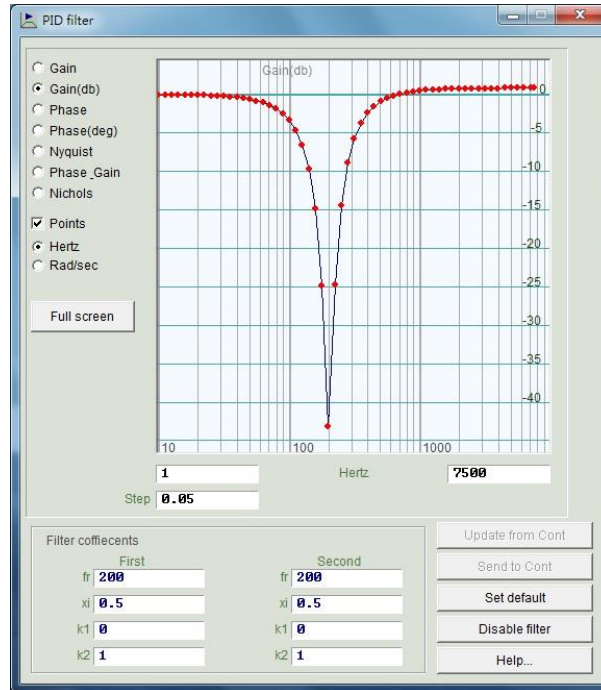 PID filter
Gain
Gain(db)
Phase
Phase(deg)
Nyquist
Phase_Gain
Nichols
Points
Hertz
Rad/sec
Full screen
Gain(db)
0
-5
-10
-15
-20
-25
-30
-35
-40
10 100 1000
1 Hertz 7500
Step 0.05
Filter coffiecents
First Second
fr 200 fr 200
xi 0.5 xi 0.5
k1 0 k1 0
k2 1 k2 1
Update from Cont
Send to Cont
Set default
Disable filter
Help...